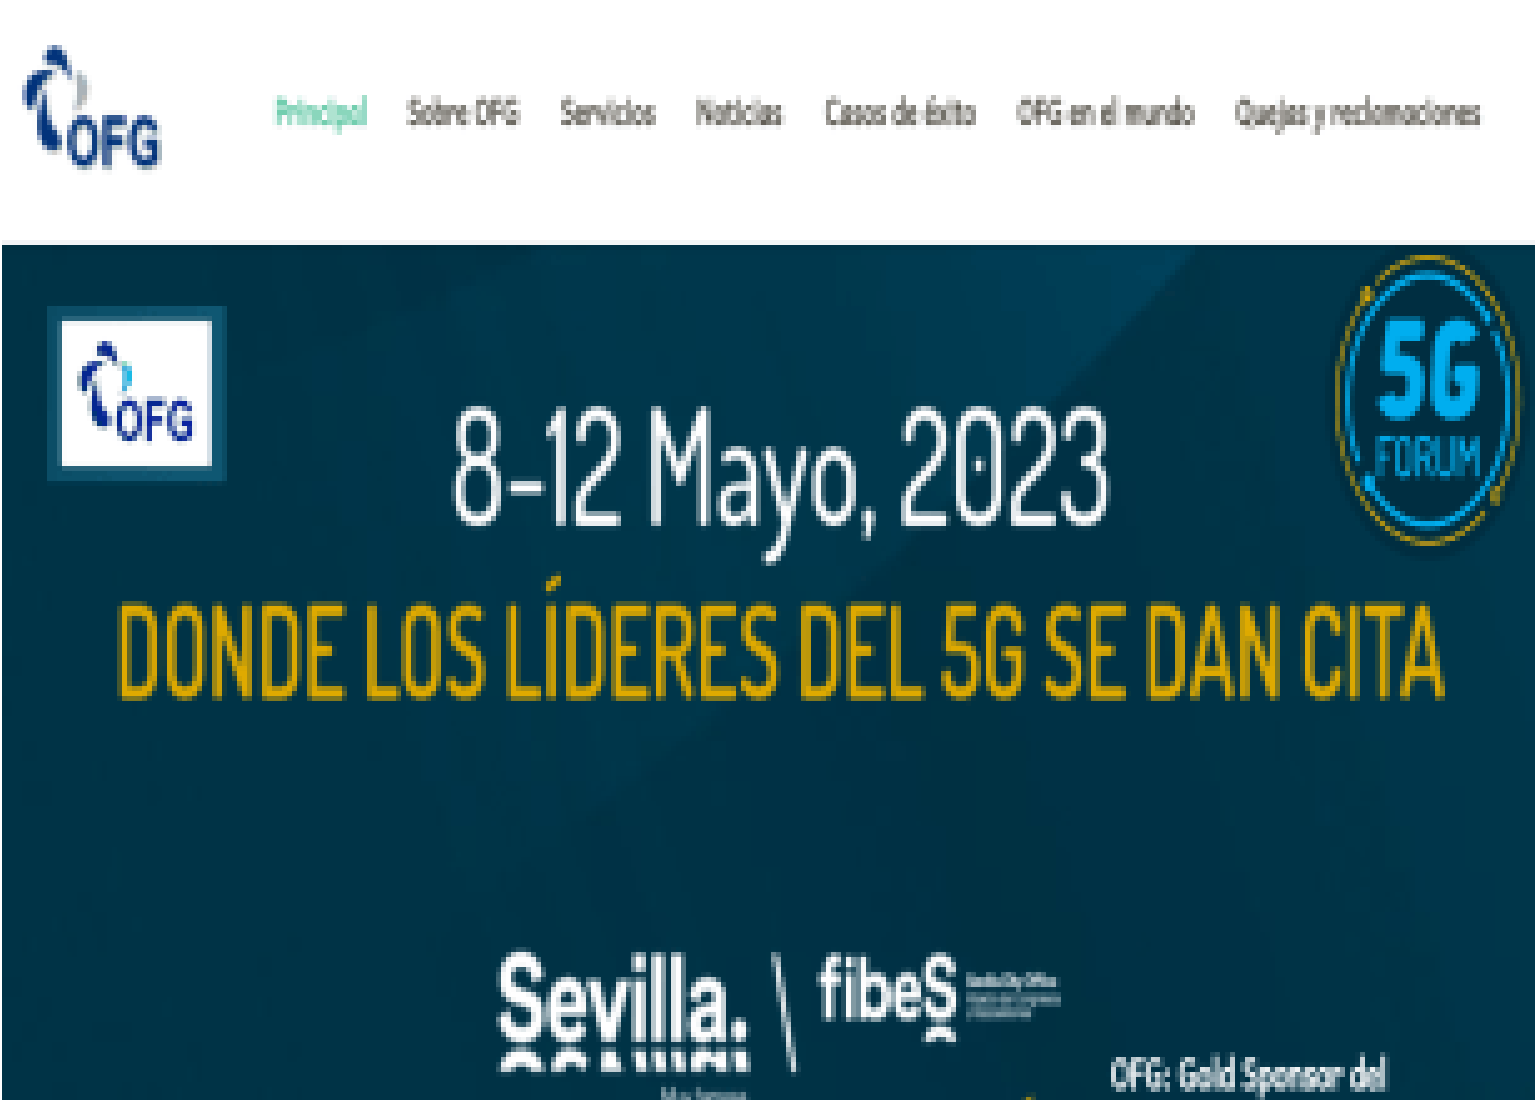 OFG
Principal Sobre OFG Servicios Noticias Casos de éxito OFG en el mundo Quejas y reclamaciones
OFG
5G
FORUM
8-12 Mayo, 2023
DONDE LOS LÍDERES DEL 5G SE DAN CITA
Sevilla. fibes
OFG: Gold Sponsor del